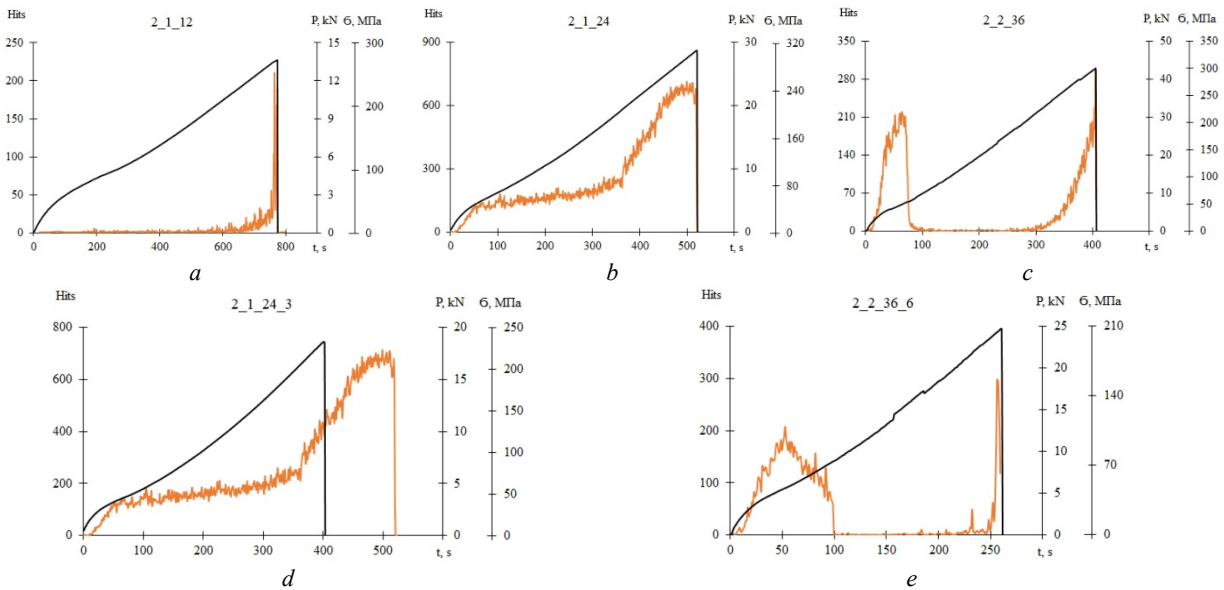 Hits 2_1_12 P, kN Ϭ, МПа
250 15 300
200 12
150 9 200
100 6 100
50 3
0 0 0
0 200 400 600 800 t, s
a
Hits 2_1_24 P, kN Ϭ, МПа
900 30 320
600 20 240
160
300 10 80
0 0 0
0 100 200 300 400 500 t, s
b
Hits 2_2_36 P, kN Ϭ, МПа
350 50 350
280 40 300
250
210 30 200
140 20 150
70 10 100
50
0 0 0
0 100 200 300 400 t, s
c
Hits 2_1_24_3 P, kN Ϭ, МПа
800 20 250
600 15 200
400 10 150
100
200 5 50
0 0 0
0 100 200 300 400 500 t, s
d
Hits 2_2_36_6 P, kN Ϭ, МПа
400 25 210
300 20
200 15 140
100 10 70
5
0 0 0
0 50 100 150 200 250 t, s
e